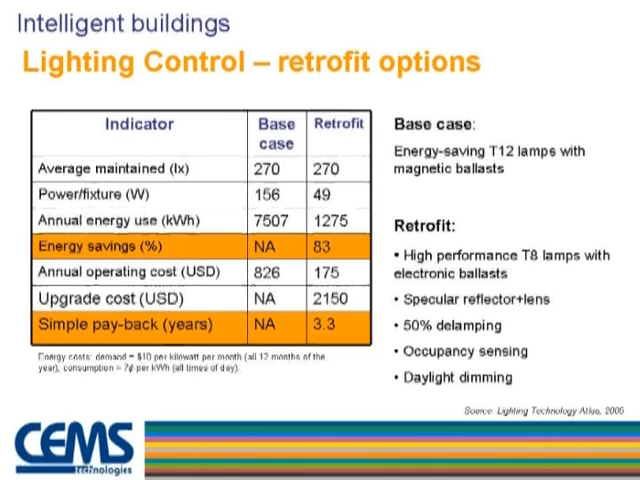 Intelligent buildings
Lighting Control – retrofit options
Indicator Base case Retrofit
Average maintained (lx) 270 270
Power/fixture (W) 156 49
Annual energy use (kWh) 7507 1275
Energy savings (%) NA 83
Annual operating cost (USD) 826 175
Upgrade cost (USD) NA 2150
Simple pay-back (years) NA 3.3
Energy costs: demand = $10 per kilowatt per month (all 12 months of the
year), consumption = 7¢ per kWh (all times of day).
Base case:
Energy-saving T12 lamps with
magnetic ballasts
Retrofit:
• High performance T8 lamps with
electronic ballasts
• Specular reflector+lens
• 50% delamping
• Occupancy sensing
• Daylight dimming
Source: Lighting Technology Atlas, 2005
CEMS
technologies